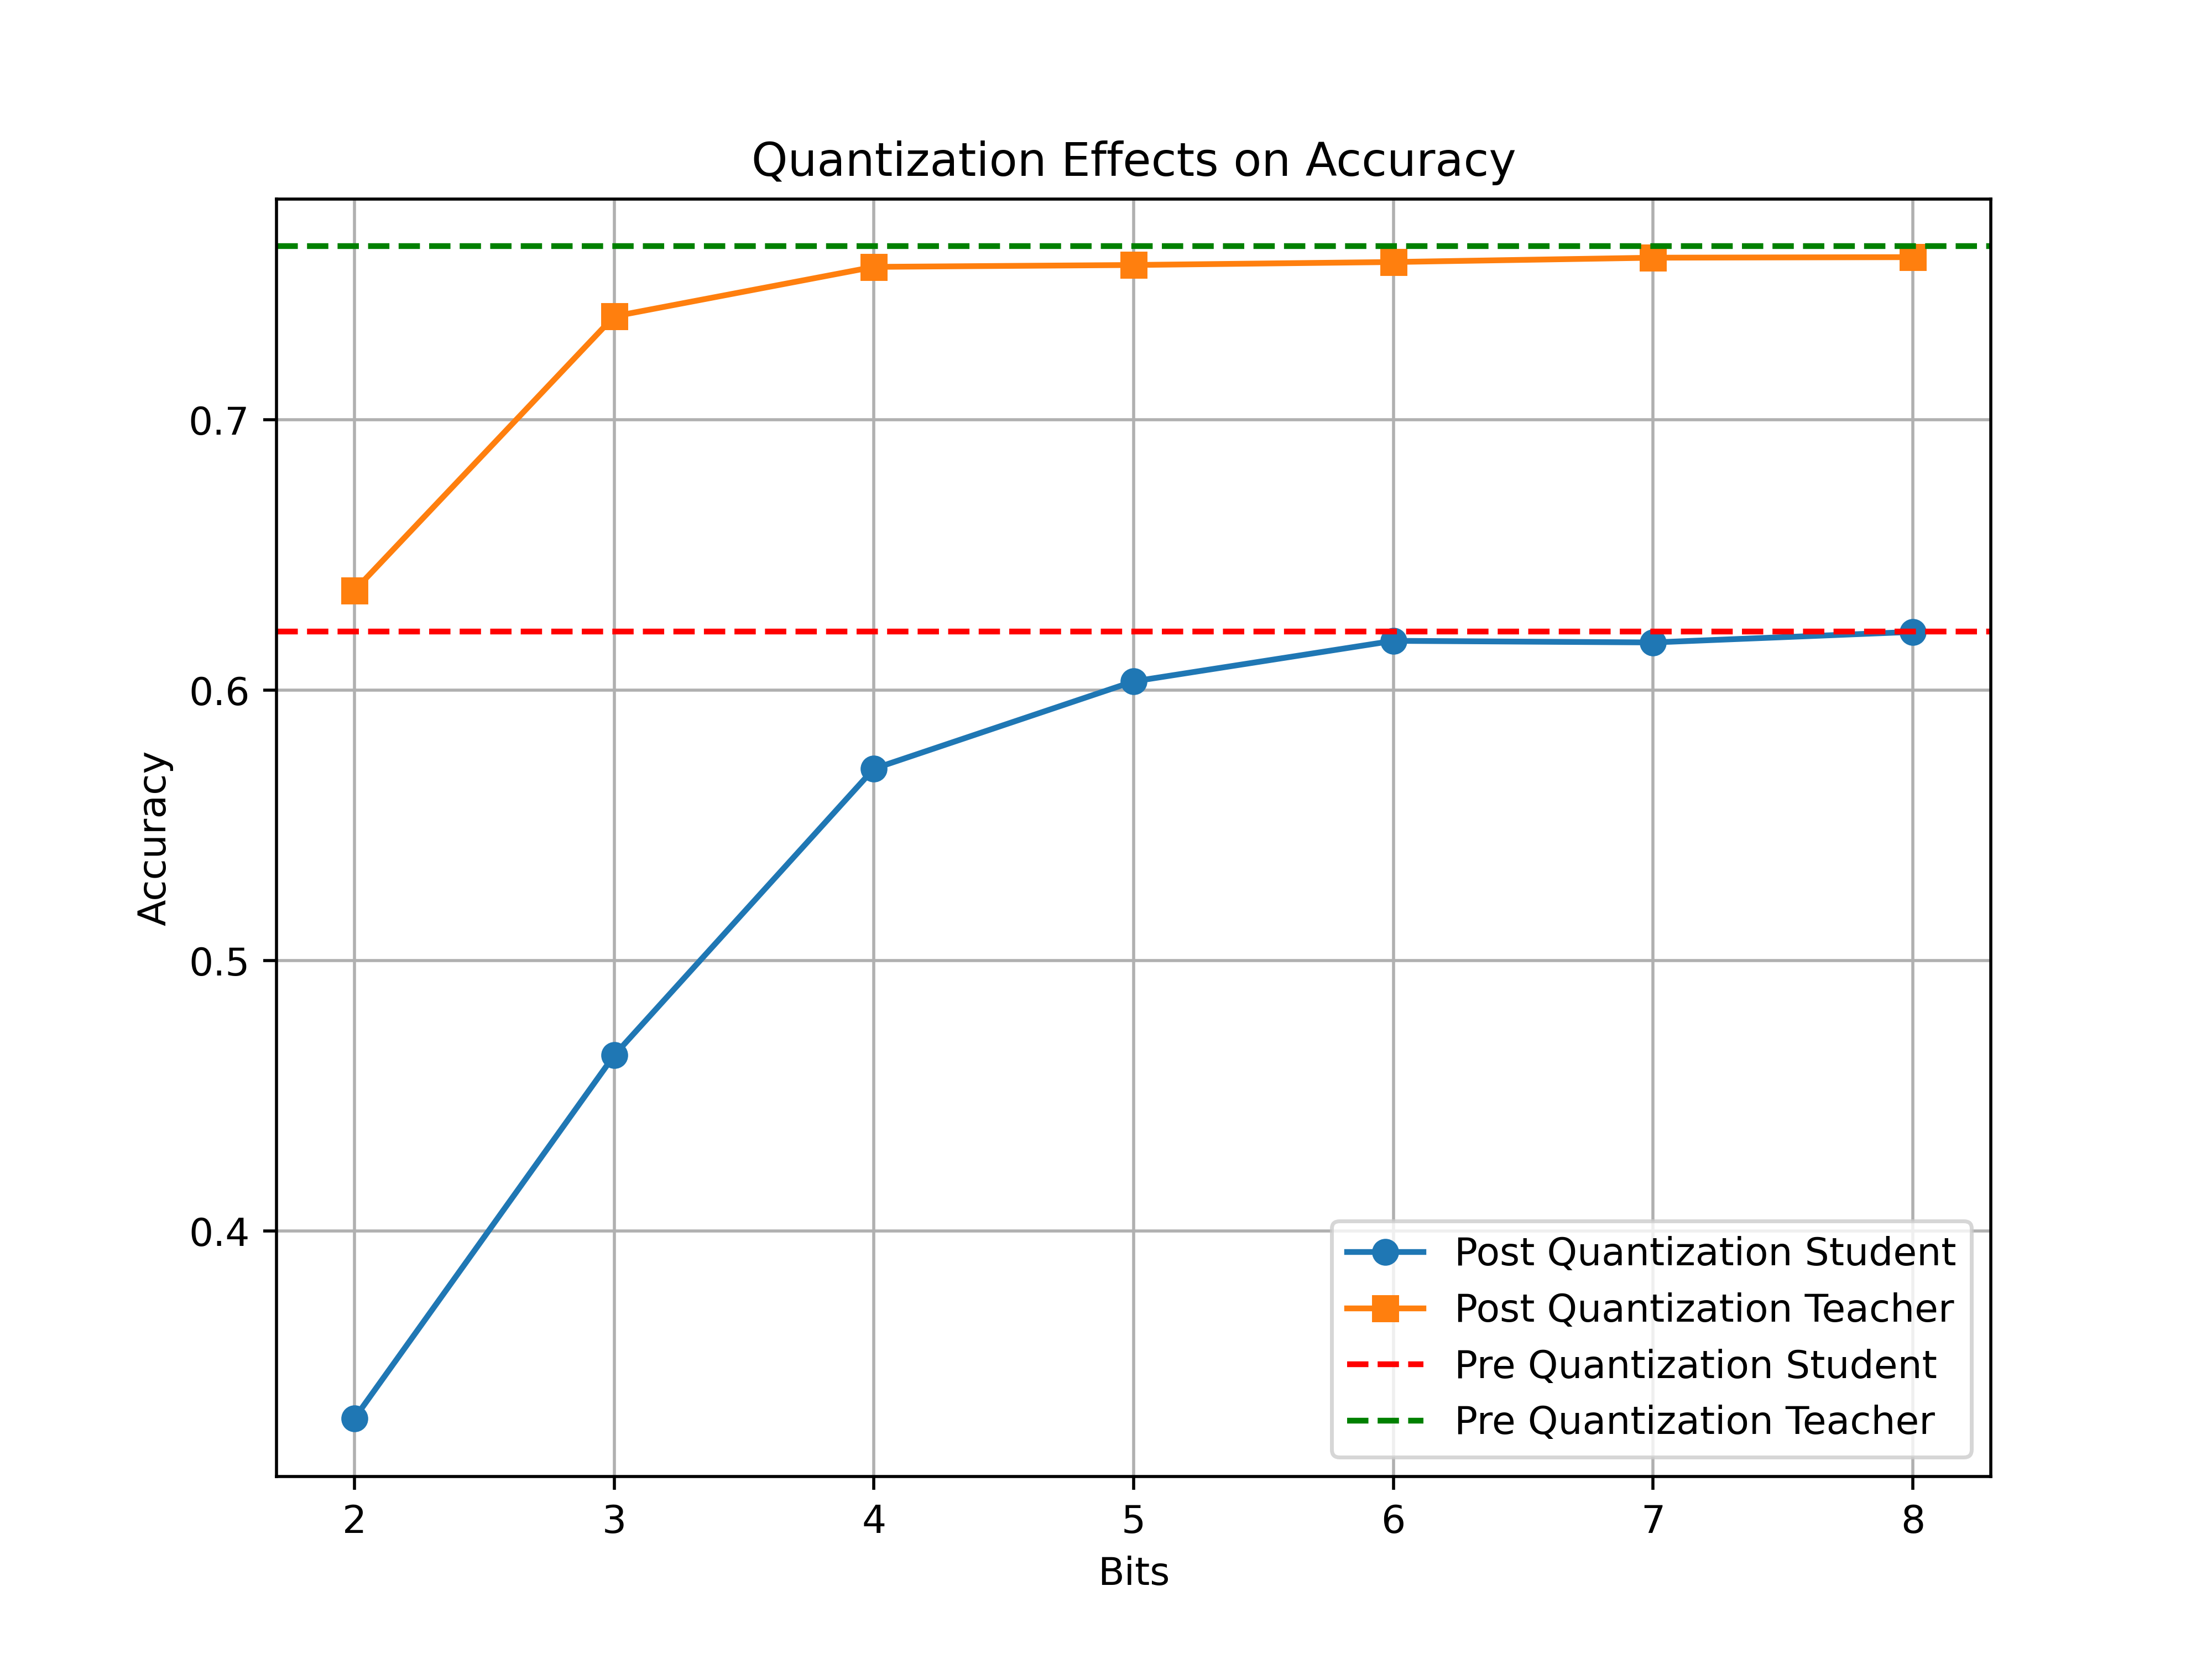 Quantization Effects on Accuracy
0.7
0.6
0.5
0.4
Accuracy
2 3 4 5 6 7 8
Bits
Post Quantization Student
Post Quantization Teacher
Pre Quantization Student
Pre Quantization Teacher